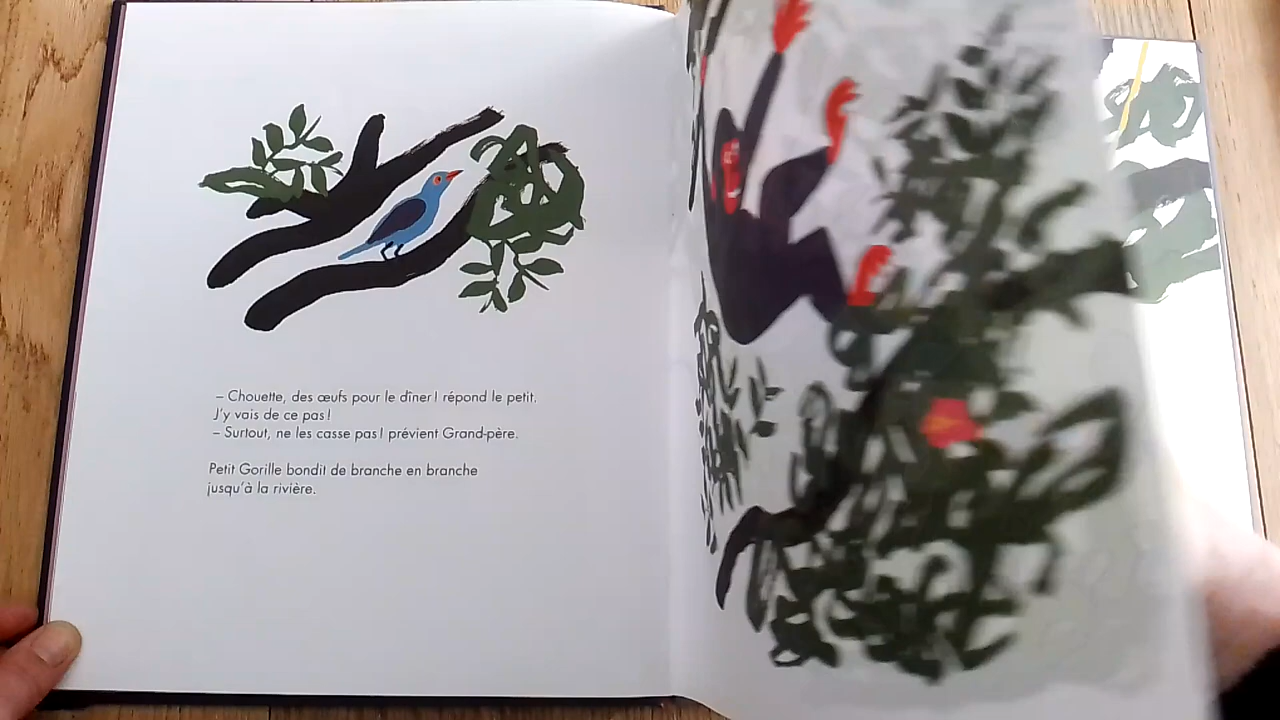 – Chouette, des œufs pour le dîner ! répond le petit.
J'y vais de ce pas !
– Surtout, ne les casse pas ! prévient Grand-père.
Petit Gorille bondit de branche en branche
jusqu'à la rivière.